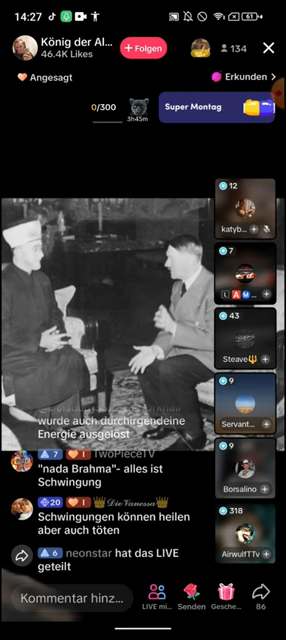 14:27
61
König der Al...
46.4K Likes
+ Folgen
134
Angesagt
Erkunden >
0/300
3h45m
Super Montag
12
katyb...
7
L A M...
43
Steave🔱
9
Servant...
9
Borsalino
318
AirwulfTTv
wurde auch durchirgendeine
Energie ausgelöst
7 1 TwoPieceTV
"nada Brahma"- alles ist
Schwingung
20 1 👑𝓓𝓲𝓮 𝓥𝓪𝓷𝓮𝓼𝓼𝓪👑
Schwingungen können heilen
aber auch töten
6 neonstar hat das LIVE
geteilt
Kommentar hinz...
LIVE mi...
Senden
Gesche...
86